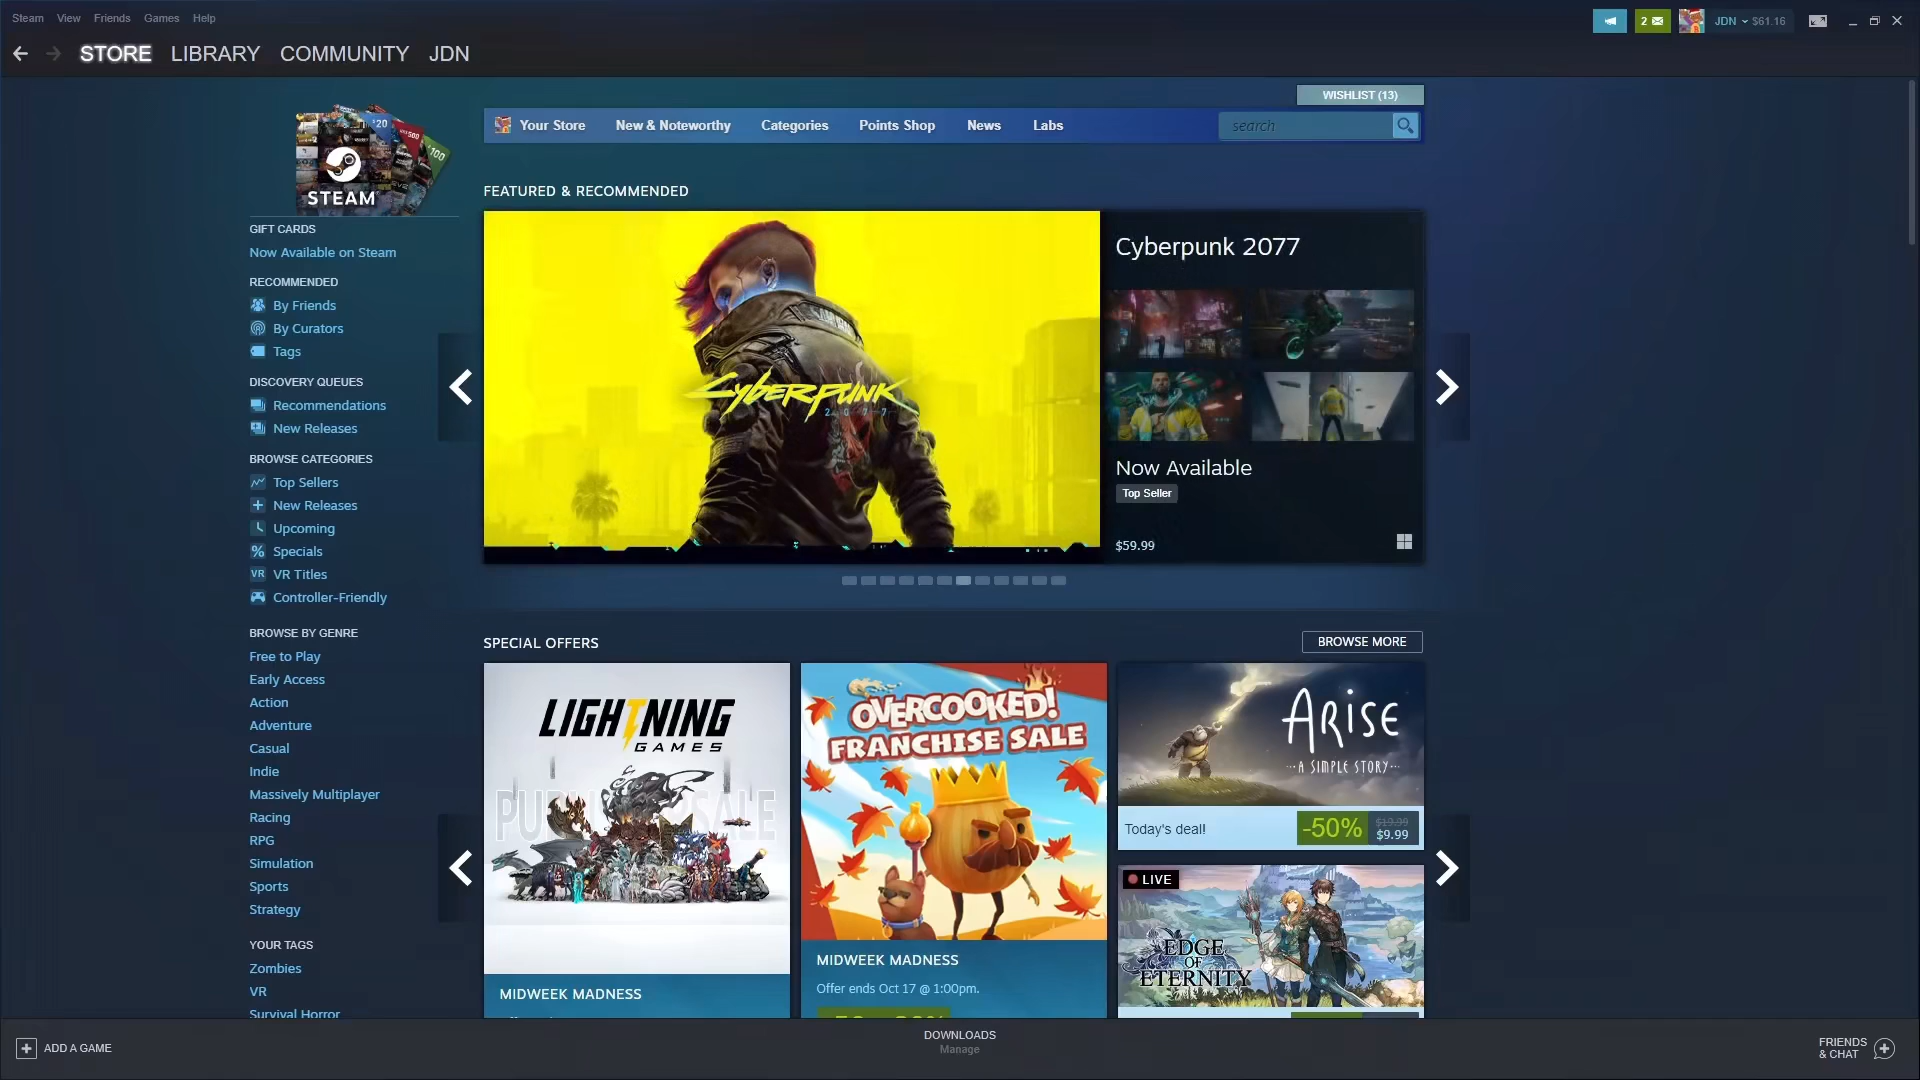 Steam View Friends Games Help
2
JDN $61.16
STORE LIBRARY COMMUNITY JDN
WISHLIST (13)
Your Store New & Noteworthy Categories Points Shop News Labs search
STEAM
GIFT CARDS
Now Available on Steam
RECOMMENDED
By Friends
By Curators
Tags
DISCOVERY QUEUES
Recommendations
New Releases
BROWSE CATEGORIES
Top Sellers
New Releases
Upcoming
Specials
VR VR Titles
Controller-Friendly
BROWSE BY GENRE
Free to Play
Early Access
Action
Adventure
Casual
Indie
Massively Multiplayer
Racing
RPG
Simulation
Sports
Strategy
YOUR TAGS
Zombies
VR
Survival Horror
FEATURED & RECOMMENDED
CYBERPUNK
2077
Cyberpunk 2077
Now Available
Top Seller
$59.99
SPECIAL OFFERS
BROWSE MORE
LIGHTNING
GAMES
MIDWEEK MADNESS
OVERCOOKED!
FRANCHISE SALE
MIDWEEK MADNESS
Offer ends Oct 17 @ 1:00pm.
ARISE
A SIMPLE STORY
Today's deal! -50% $19.99
$9.99
LIVE
EDGE
OF
ETERNITY
ADD A GAME
DOWNLOADS
Manage
FRIENDS
& CHAT